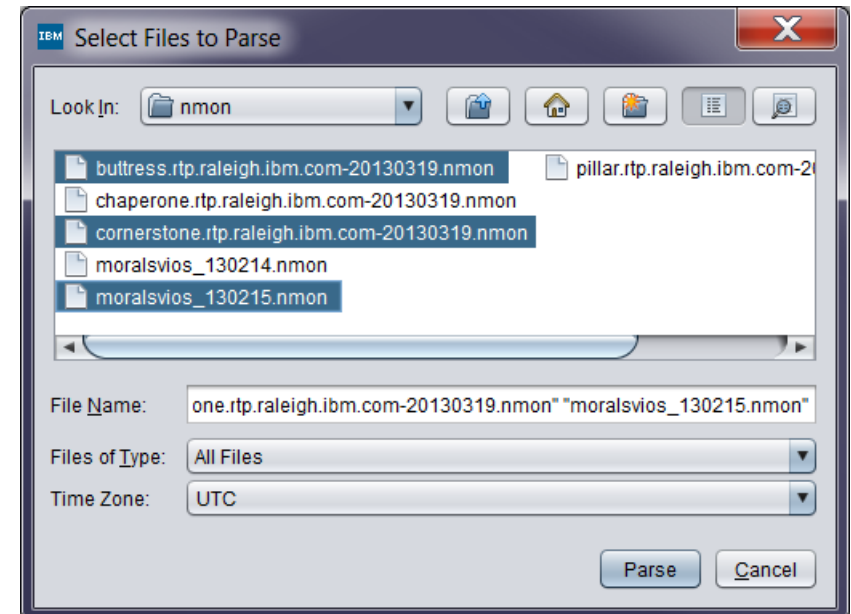 IBM Select Files to Parse
Look In: nmon
buttress.rtp.raleigh.ibm.com-20130319.nmon pillar.rtp.raleigh.ibm.com-2
chaperone.rtp.raleigh.ibm.com-20130319.nmon
cornerstone.rtp.raleigh.ibm.com-20130319.nmon
moralsvios_130214.nmon
moralsvios_130215.nmon
File Name: one.rtp.raleigh.ibm.com-20130319.nmon" "moralsvios_130215.nmon"
Files of Type: All Files
Time Zone: UTC
Parse Cancel